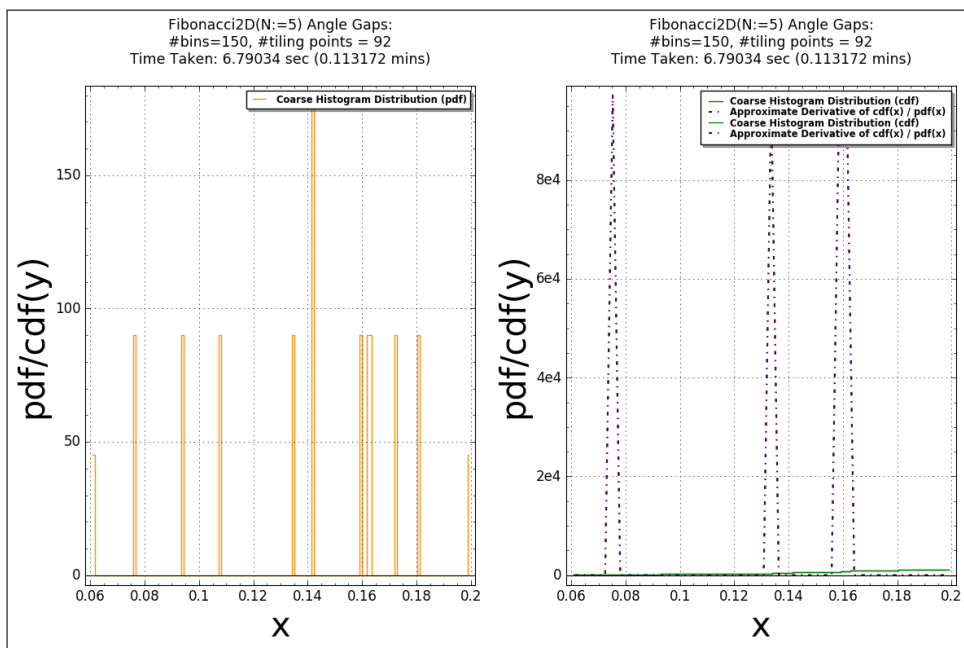 Fibonacci2D(N:=5) Angle Gaps:
#bins=150, #tiling points = 92
Time Taken: 6.79034 sec (0.113172 mins)
Coarse Histogram Distribution (pdf)
pdf/cdf(y)
150
100
50
0
0.06 0.08 0.1 0.12 0.14 0.16 0.18 0.2
x
Fibonacci2D(N:=5) Angle Gaps:
#bins=150, #tiling points = 92
Time Taken: 6.79034 sec (0.113172 mins)
Coarse Histogram Distribution (cdf)
Approximate Derivative of cdf(x) / pdf(x)
Coarse Histogram Distribution (cdf)
Approximate Derivative of cdf(x) / pdf(x)
pdf/cdf(y)
8e4
6e4
4e4
2e4
0
0.06 0.08 0.1 0.12 0.14 0.16 0.18 0.2
x